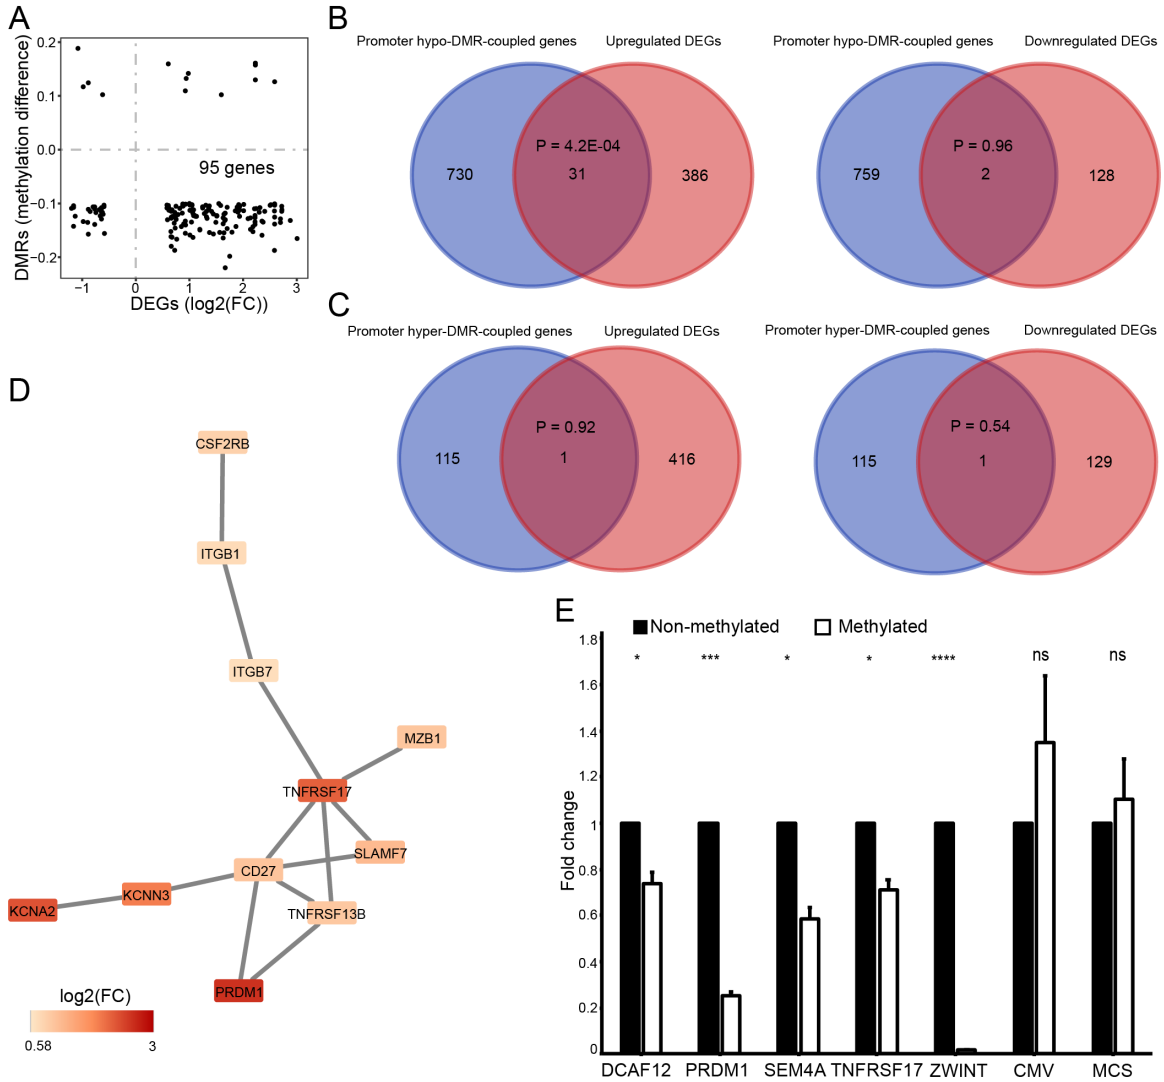 A
DMRs (methylation difference)
0.2
0.1
0.0
−0.1
−0.2
95 genes
−1
0
1
2
3
DEGs (log2(FC))
B
Promoter hypo-DMR-coupled genes
Upregulated DEGs
730
P = 4.2E-04
31
386
Promoter hypo-DMR-coupled genes
Downregulated DEGs
759
P = 0.96
2
128
C
Promoter hyper-DMR-coupled genes
Upregulated DEGs
115
P = 0.92
1
416
Promoter hyper-DMR-coupled genes
Downregulated DEGs
115
P = 0.54
1
129
D
CSF2RB
ITGB1
ITGB7
MZB1
TNFRSF17
SLAMF7
CD27
KCNN3
KCNA2
TNFRSF13B
PRDM1
log2(FC)
0.58
3
E
Non-methylated
Methylated
Fold change
1.8
1.6
1.4
1.2
1
0.8
0.6
0.4
0.2
0
*
***
*
*
****
ns
ns
DCAF12
PRDM1
SEM4A
TNFRSF17
ZWINT
CMV
MCS